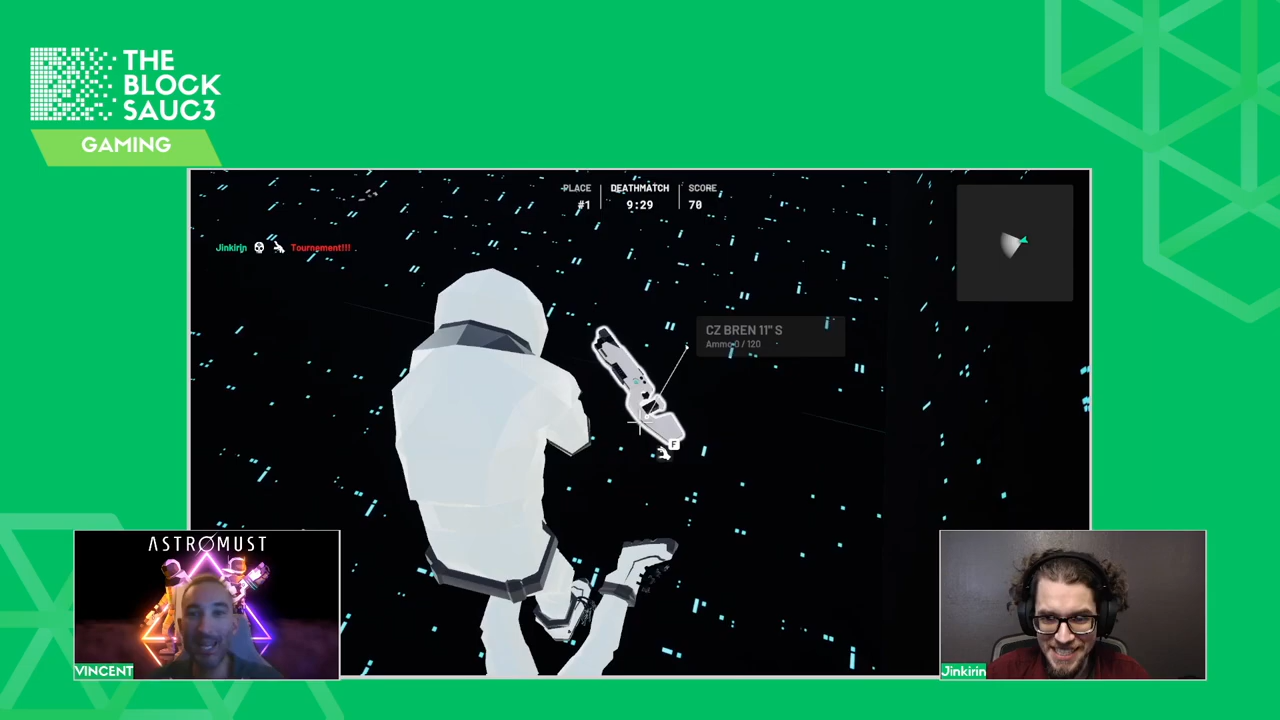 THE
BLOCK
SAUC3
GAMING
PLACE
#1
DEATHMATCH
9:29
SCORE
70
Jinkirin Tournement!!!
CZ BREN 11" S
Ammo 0 / 120
F
ASTROMUST
VINCENT
Jinkirin